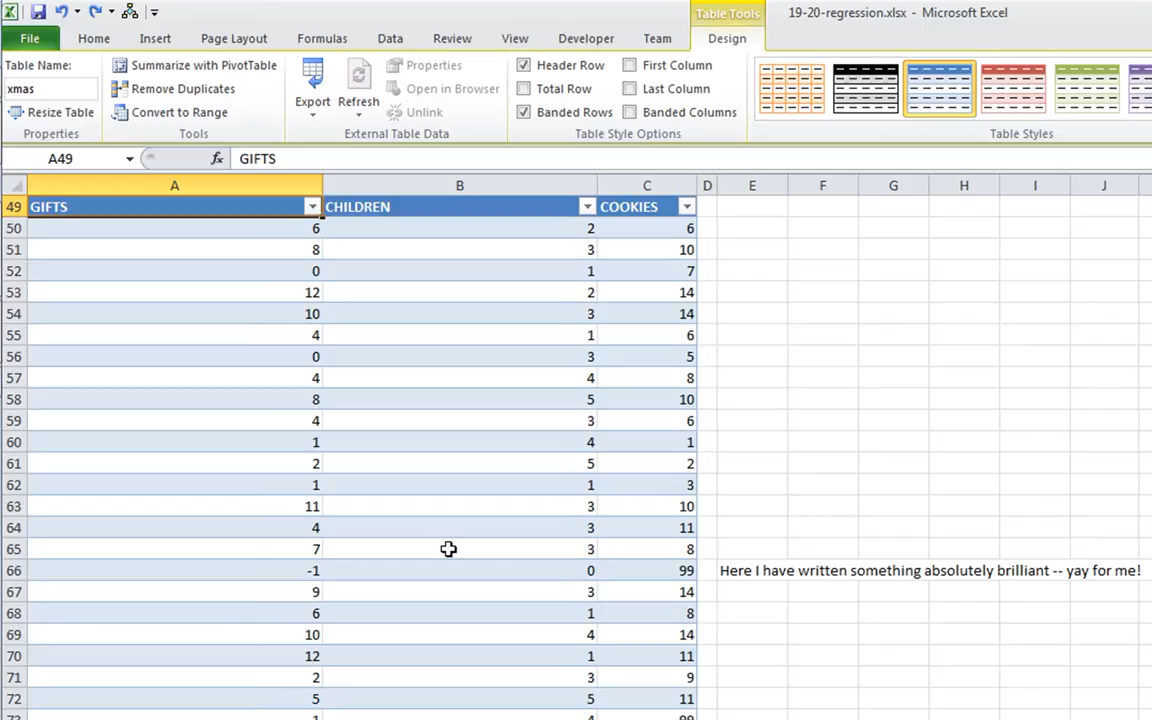 19-20-regression.xlsx - Microsoft Excel
Table Tools
File Home Insert Page Layout Formulas Data Review View Developer Team Design
Table Name:
xmas
Resize Table
Properties
Summarize with PivotTable
Remove Duplicates
Convert to Range
Tools
Export
Refresh
Properties
Open in Browser
Unlink
External Table Data
Header Row
Total Row
Banded Rows
First Column
Last Column
Banded Columns
Table Style Options
Table Styles
A49 fx GIFTS
A B C D E F G H I J
49 GIFTS CHILDREN COOKIES
50 6 2 6
51 8 3 10
52 0 1 7
53 12 2 14
54 10 3 14
55 4 1 6
56 0 3 5
57 4 4 8
58 8 5 10
59 4 3 6
60 1 4 1
61 2 5 2
62 1 1 3
63 11 3 10
64 4 3 11
65 7 3 8
66 -1 0 99 Here I have written something absolutely brilliant -- yay for me!
67 9 3 14
68 6 1 8
69 10 4 14
70 12 1 11
71 2 3 9
72 5 5 11